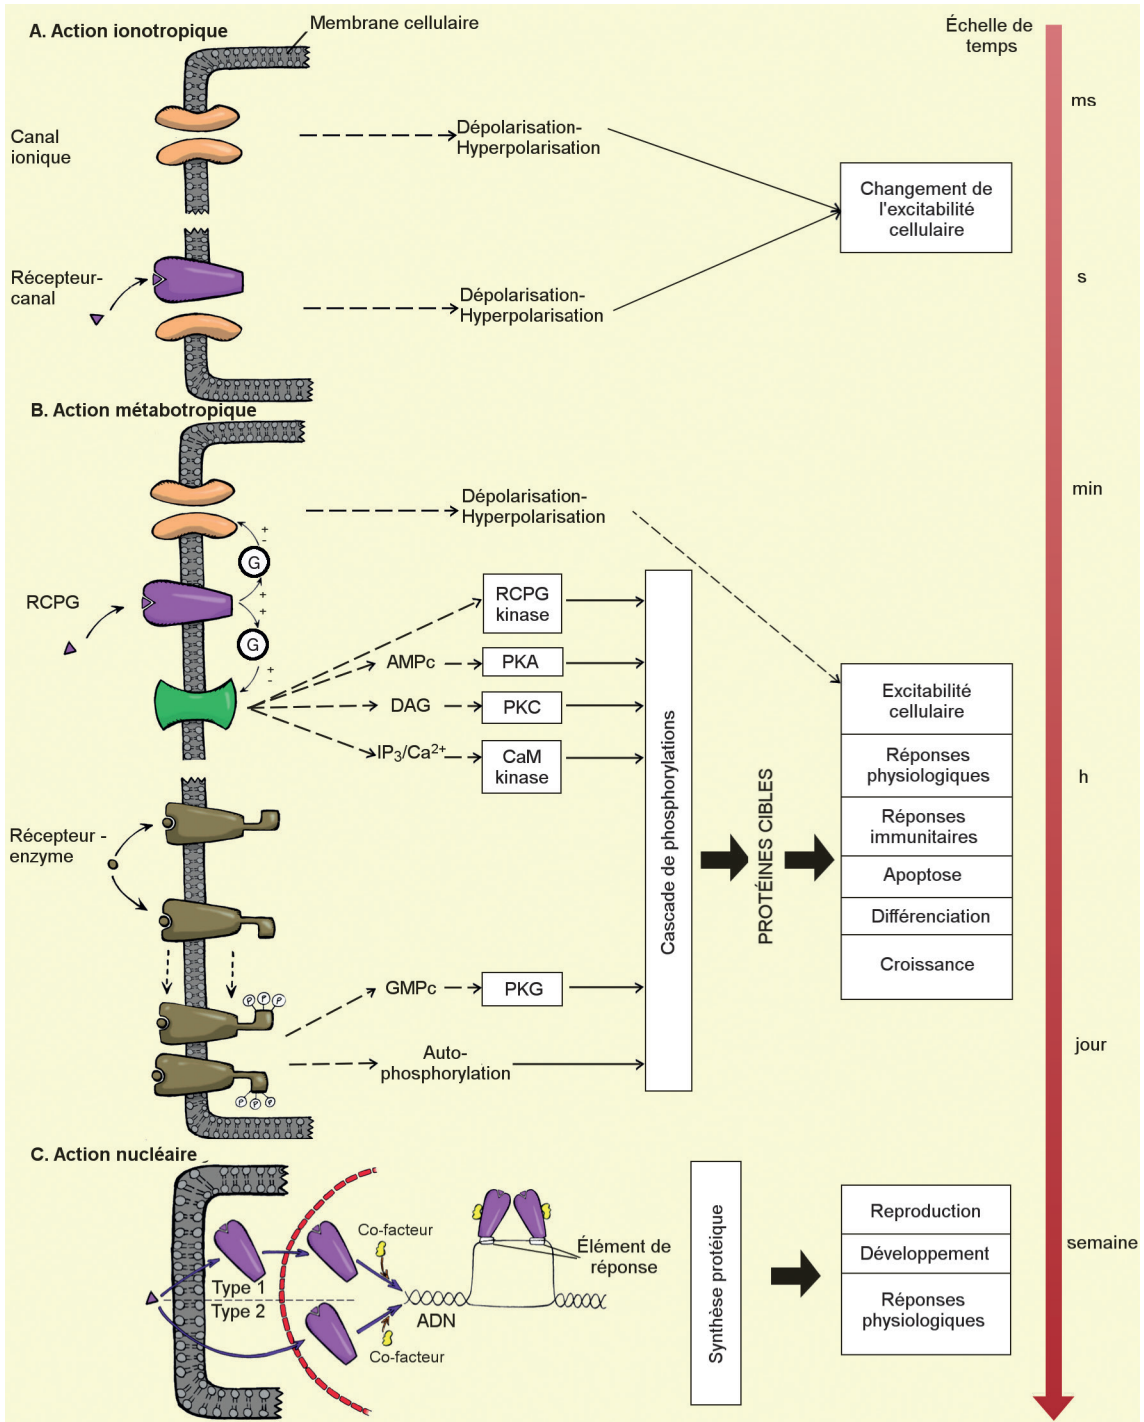 A. Action ionotropique
Membrane cellulaire
Échelle de
temps
ms
Canal
ionique
Dépolarisation-
Hyperpolarisation
Changement de
l'excitabilité
cellulaire
s
Récepteur-
canal
Dépolarisation-
Hyperpolarisation
B. Action métabotropique
min
Dépolarisation-
Hyperpolarisation
+
-
G
+
+
G
+
-
RCPG
RCPG
kinase
AMPc
PKA
DAG
PKC
IP3/Ca2+
CaM
kinase
Cascade de phosphorylations
PROTÉINES CIBLES
Excitabilité
cellulaire
Réponses
physiologiques
Réponses
immunitaires
Apoptose
Différenciation
Croissance
h
Récepteur -
enzyme
P P P
GMPc
PKG
Auto-
phosphorylation
P P P
jour
C. Action nucléaire
Co-facteur
Type 1
Type 2
ADN
Co-facteur
Élément de
réponse
Synthèse protéique
Reproduction
Développement
Réponses
physiologiques
semaine